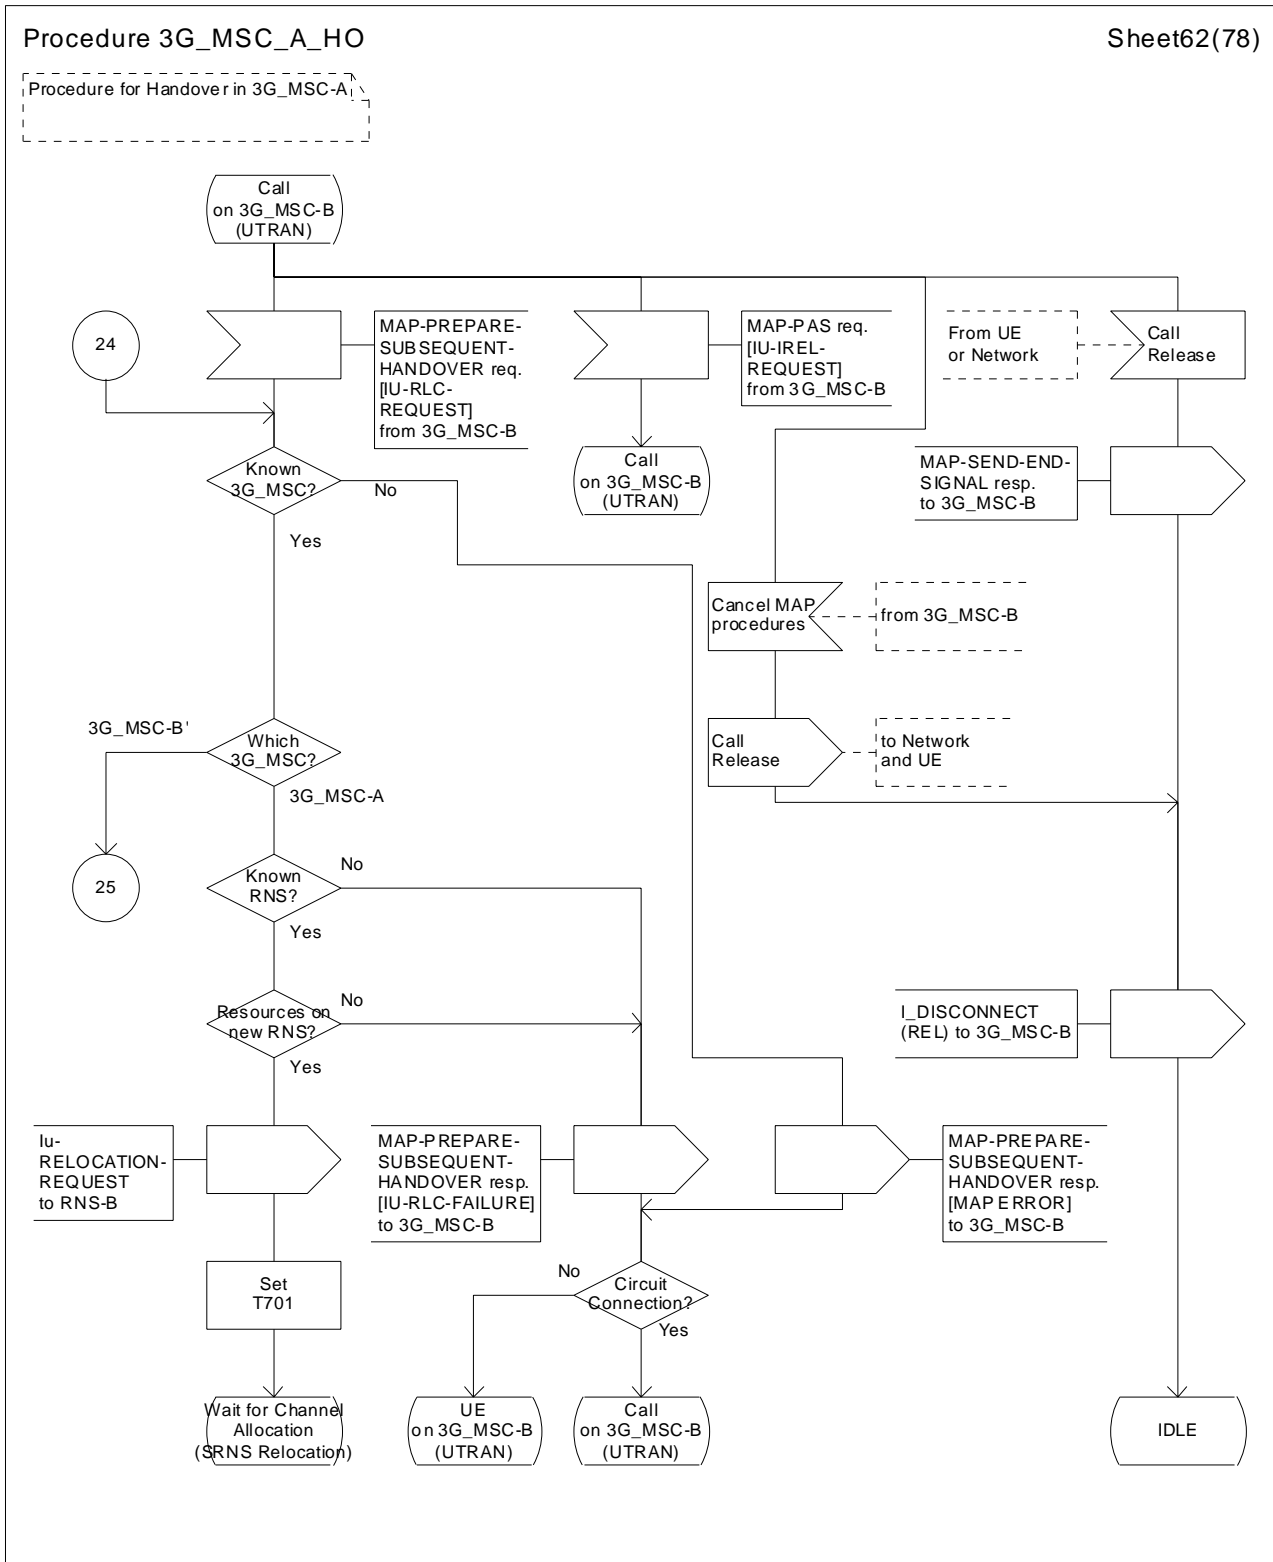 Procedure 3G_MSC_A_HO
Sheet62(78)
Procedure for Handover in 3G_MSC-A
Call
on 3G_MSC-B
(UTRAN)
24
MAP-PREPARE-
SUBSEQUENT-
HANDOVER req.
[IU-RLC-
REQUEST]
from 3G_MSC-B
MAP-PAS req.
[IU-IREL-
REQUEST]
from 3G_MSC-B
From UE
or Network
Call
Release
Known
3G_MSC?
No
Yes
Call
on 3G_MSC-B
(UTRAN)
MAP-SEND-END-
SIGNAL resp.
to 3G_MSC-B
Cancel MAP
procedures
from 3G_MSC-B
3G_MSC-B'
Which
3G_MSC?
3G_MSC-A
Call
Release
to Network
and UE
25
Known
RNS?
No
Yes
Resources on
new RNS?
No
Yes
I_DISCONNECT
(REL) to 3G_MSC-B
Iu-
RELOCATION-
REQUEST
to RNS-B
MAP-PREPARE-
SUBSEQUENT-
HANDOVER resp.
[IU-RLC-FAILURE]
to 3G_MSC-B
MAP-PREPARE-
SUBSEQUENT-
HANDOVER resp.
[MAP ERROR]
to 3G_MSC-B
Set
T701
No
Circuit
Connection?
Yes
Wait for Channel
Allocation
(SRNS Relocation)
UE
on 3G_MSC-B
(UTRAN)
Call
on 3G_MSC-B
(UTRAN)
IDLE